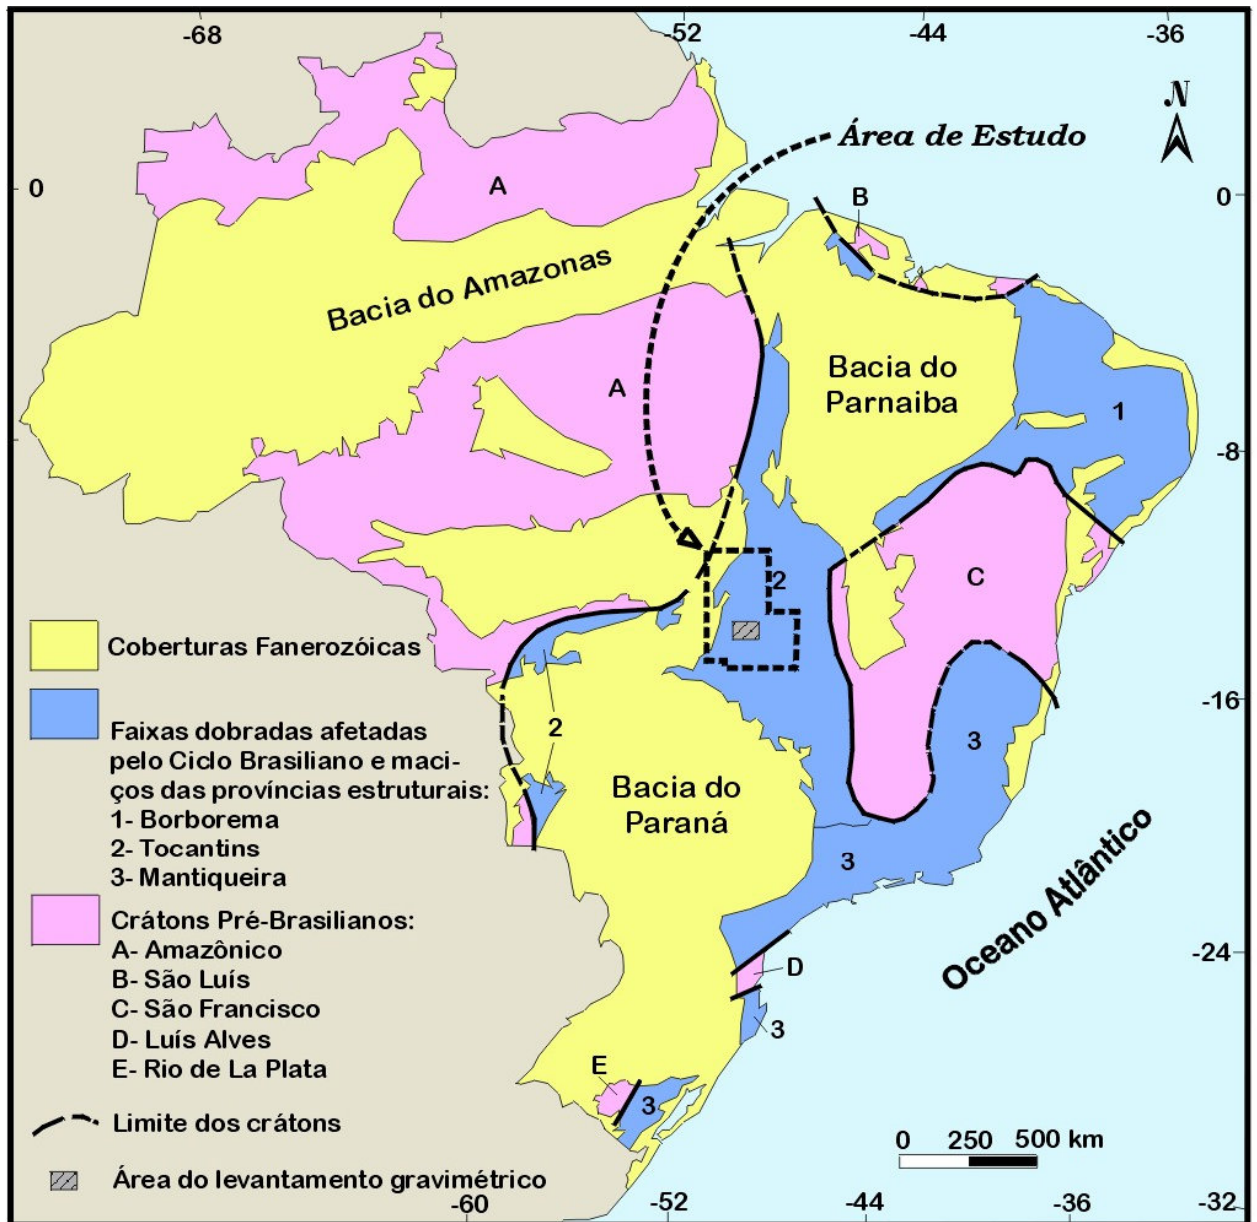 -68
-52
-44
-36
N
Área de Estudo
0
A
B
0
Bacia do Amazonas
A
Bacia do
Parnaiba
1
-8
2
C
Coberturas Fanerozóicas
Faixas dobradas afetadas
pelo Ciclo Brasiliano e maci-
ços das províncias estruturais:
1- Borborema
2- Tocantins
3- Mantiqueira
2
3
-16
Bacia do
Paraná
3
Oceano Atlântico
Crátons Pré-Brasilianos:
A- Amazônico
B- São Luís
C- São Francisco
D- Luís Alves
E- Rio de La Plata
-24
D
3
E
3
Limite dos crátons
0 250 500 km
Área do levantamento gravimétrico
-60
-52
-44
-36
-32